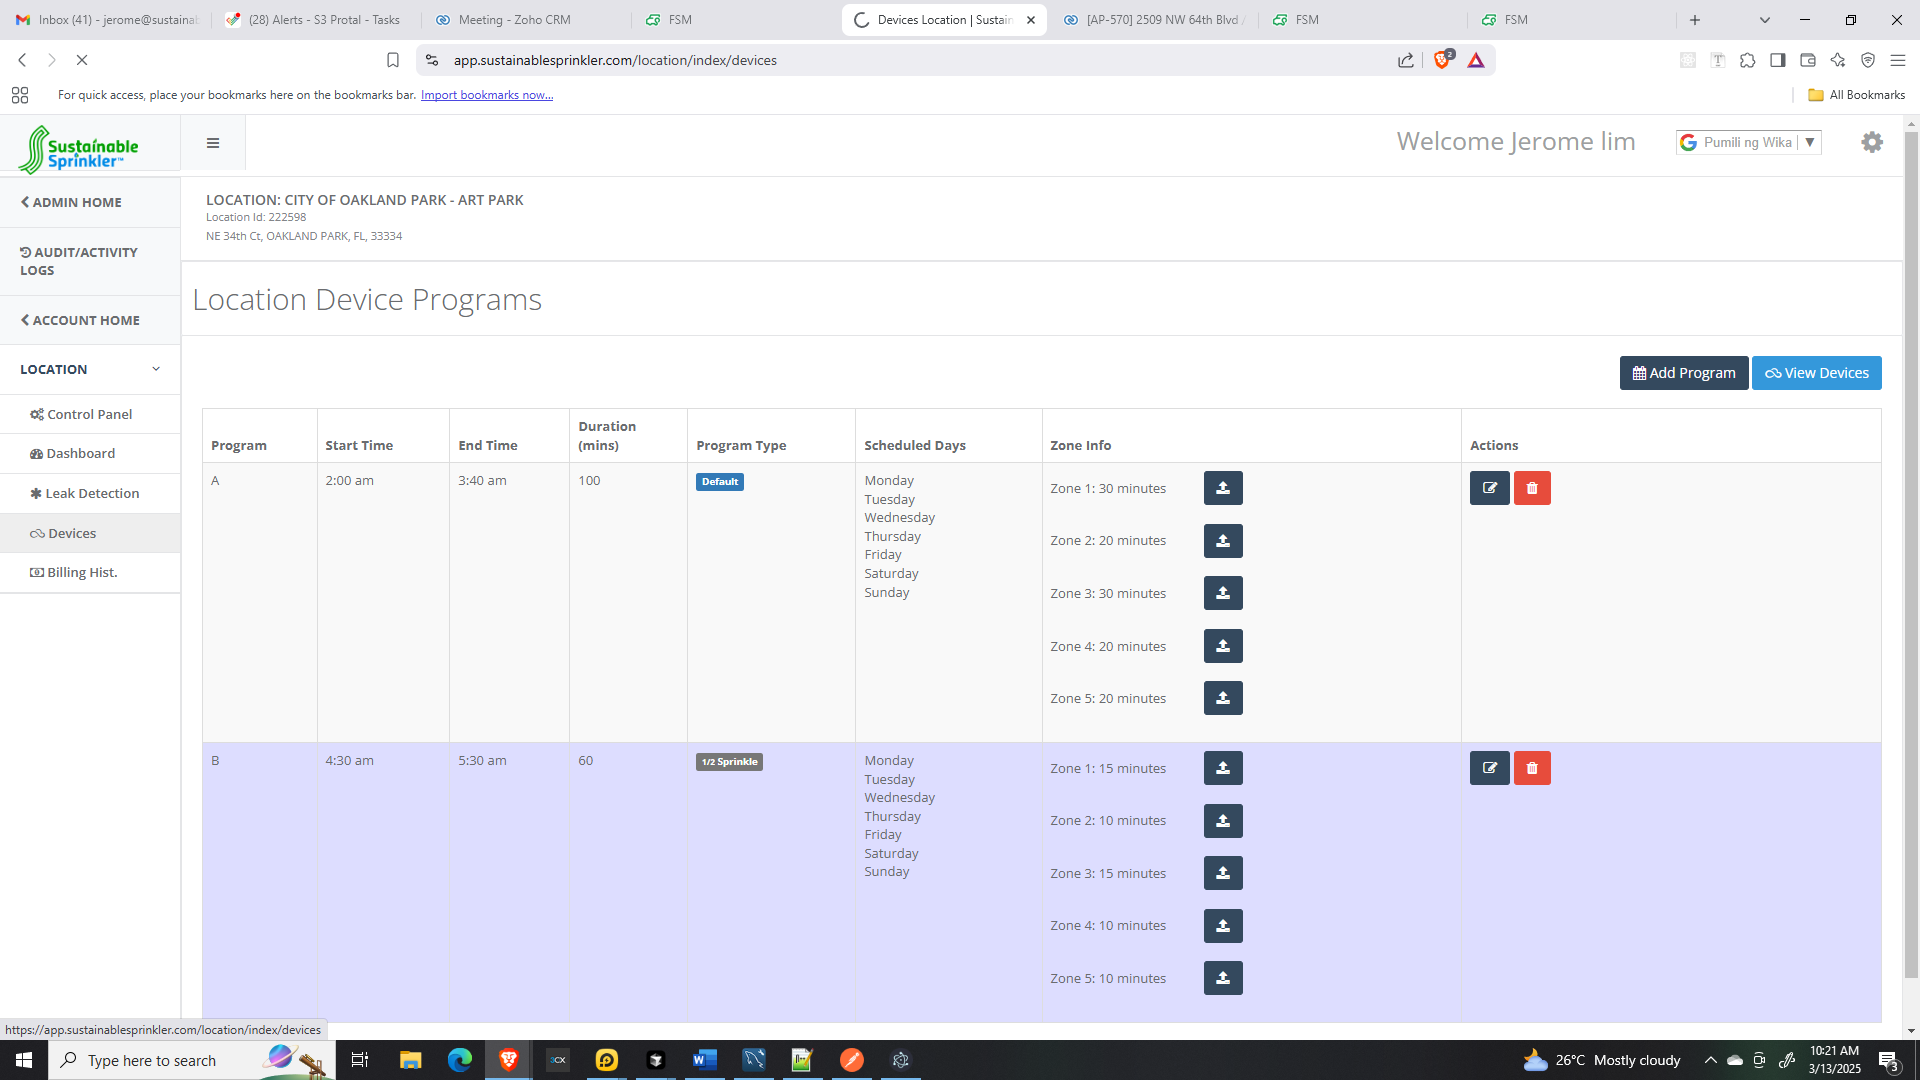 Inbox (41) - jerome@sustainab
(28) Alerts - S3 Protal - Tasks
Meeting - Zoho CRM
FSM
Devices Location | Sustain
[AP-570] 2509 NW 64th Blvd
FSM
FSM
app.sustainablesprinkler.com/location/index/devices
2
For quick access, place your bookmarks here on the bookmarks bar. Import bookmarks now...
All Bookmarks
Sustainable
Sprinkler™
Welcome Jerome lim
Pumili ng Wika
ADMIN HOME
AUDIT/ACTIVITY
LOGS
ACCOUNT HOME
LOCATION
Control Panel
Dashboard
Leak Detection
Devices
Billing Hist.
LOCATION: CITY OF OAKLAND PARK - ART PARK
Location Id: 222598
NE 34th Ct, OAKLAND PARK, FL, 33334
Location Device Programs
Add Program
View Devices
Program Start Time End Time Duration (mins) Program Type Scheduled Days Zone Info Actions
A 2:00 am 3:40 am 100 Default
Monday
Tuesday
Wednesday
Thursday
Friday
Saturday
Sunday
Zone 1: 30 minutes
Zone 2: 20 minutes
Zone 3: 30 minutes
Zone 4: 20 minutes
Zone 5: 20 minutes
B 4:30 am 5:30 am 60 1/2 Sprinkle
Monday
Tuesday
Wednesday
Thursday
Friday
Saturday
Sunday
Zone 1: 15 minutes
Zone 2: 10 minutes
Zone 3: 15 minutes
Zone 4: 10 minutes
Zone 5: 10 minutes
https://app.sustainablesprinkler.com/location/index/devices
Type here to search
3CX
26°C Mostly cloudy
10:21 AM
3/13/2025
3